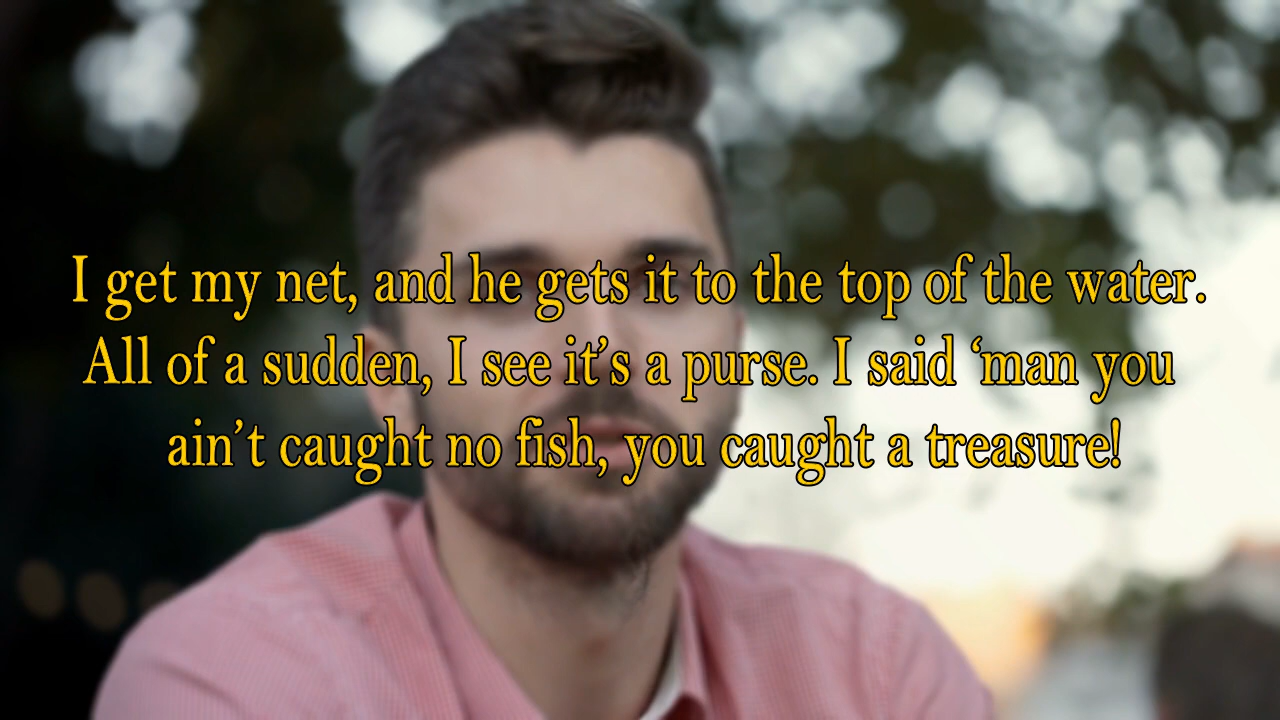 I get my net, and he gets it to the top of the water.
All of a sudden, I see it’s a purse. I said ‘man you
ain’t caught no fish, you caught a treasure!